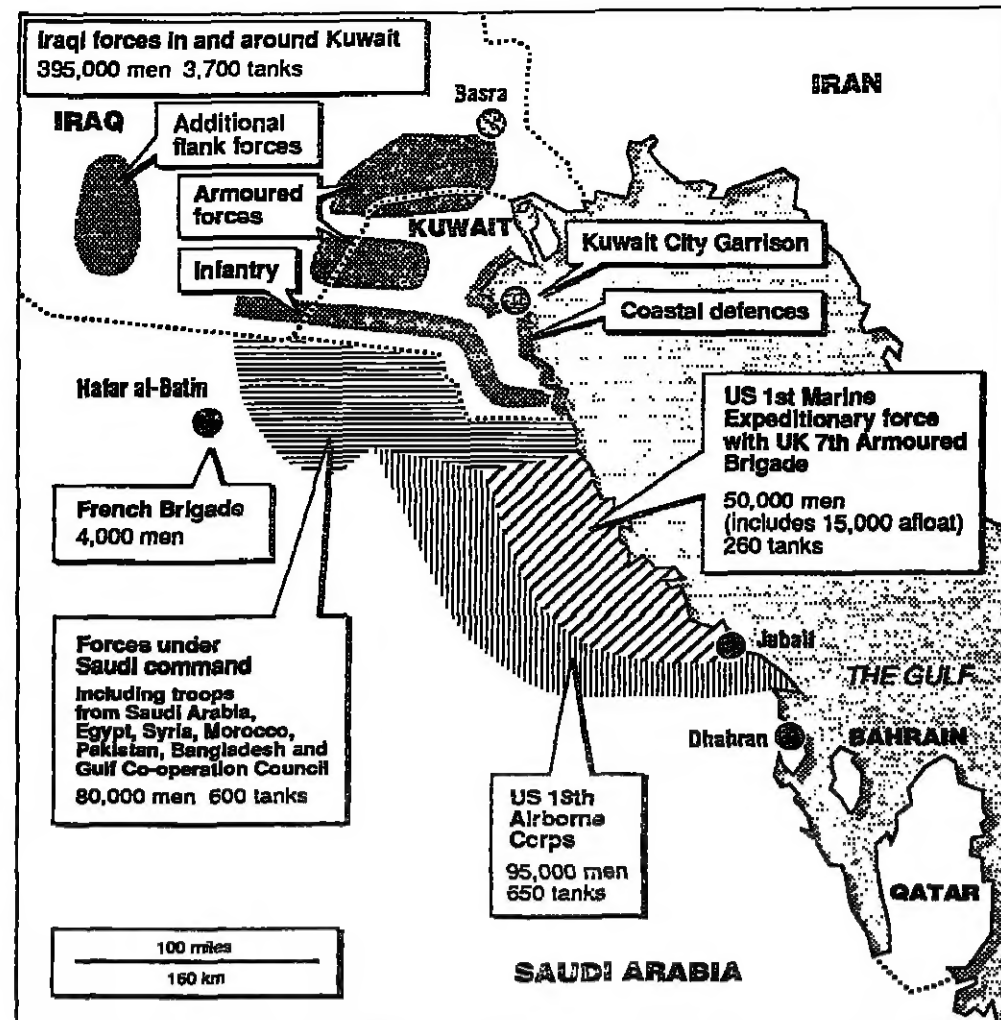 Iraqi forces in and around Kuwait
395,000 men 3,700 tanks
IRAN
Basra
IRAQ
Additional
flank forces
Armoured
forces
KUWAIT
Kuwait City Garrison
Infantry
Coastal defences
Hafar al-Batin
US 1st Marine
Expeditionary force
with UK 7th Armoured
Brigade
50,000 men
(includes 15,000 afloat)
260 tanks
French Brigade
4,000 men
Forces under
Saudi command
including troops
from Saudi Arabia,
Egypt, Syria, Morocco,
Pakistan, Bangladesh and
Gulf Co-operation Council
80,000 men 600 tanks
Jubail
THE GULF
Dhahran
BAHRAIN
US 18th
Airborne
Corps
95,000 men
650 tanks
QATAR
100 miles
160 km
SAUDI ARABIA